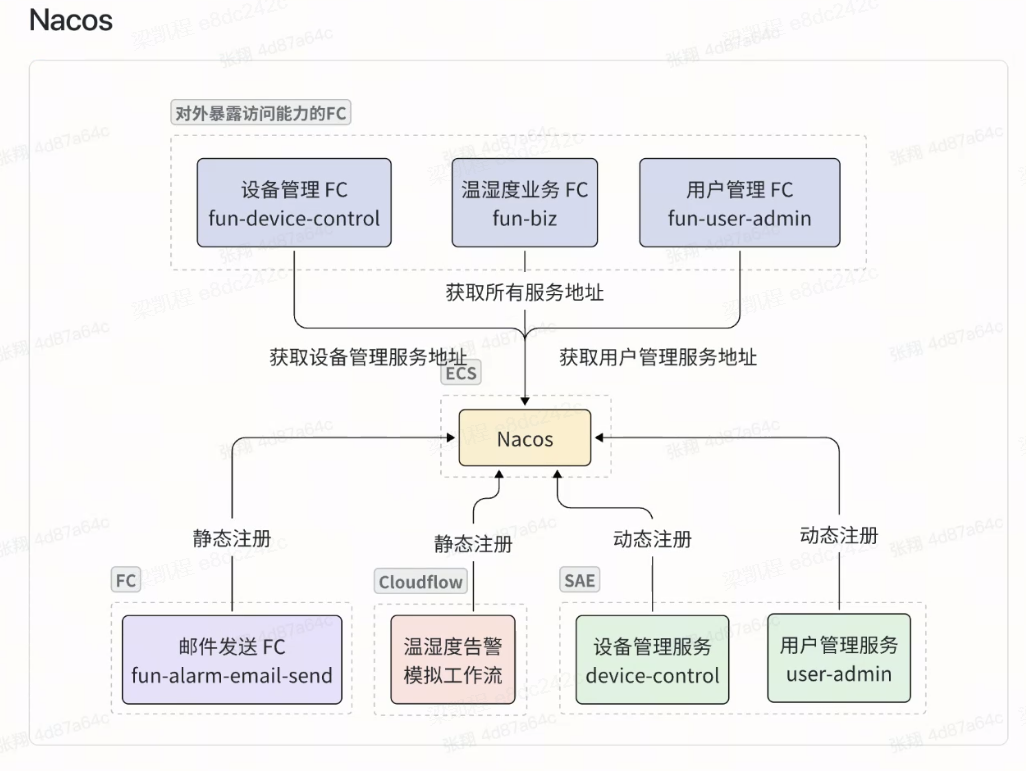 Nacos
对外暴露访问能力的FC
设备管理 FC
fun-device-control
温湿度业务 FC
fun-biz
用户管理 FC
fun-user-admin
获取所有服务地址
获取设备管理服务地址
获取用户管理服务地址
ECS
Nacos
静态注册
静态注册
动态注册
动态注册
FC
邮件发送 FC
fun-alarm-email-send
Cloudflow
温湿度告警
模拟工作流
SAE
设备管理服务
device-control
用户管理服务
user-admin
梁凯程 e8dc242c
张翔 4d87a64c